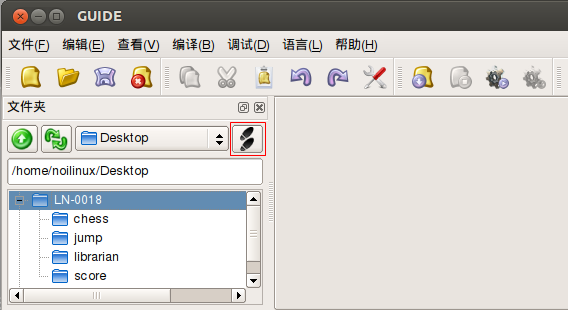 GUIDE
文件(F) 编辑(E) 查看(V) 编译(B) 调试(D) 语言(L) 帮助(H)
文件夹
Desktop
/home/noilinux/Desktop
LN-0018
chess
jump
librarian
score